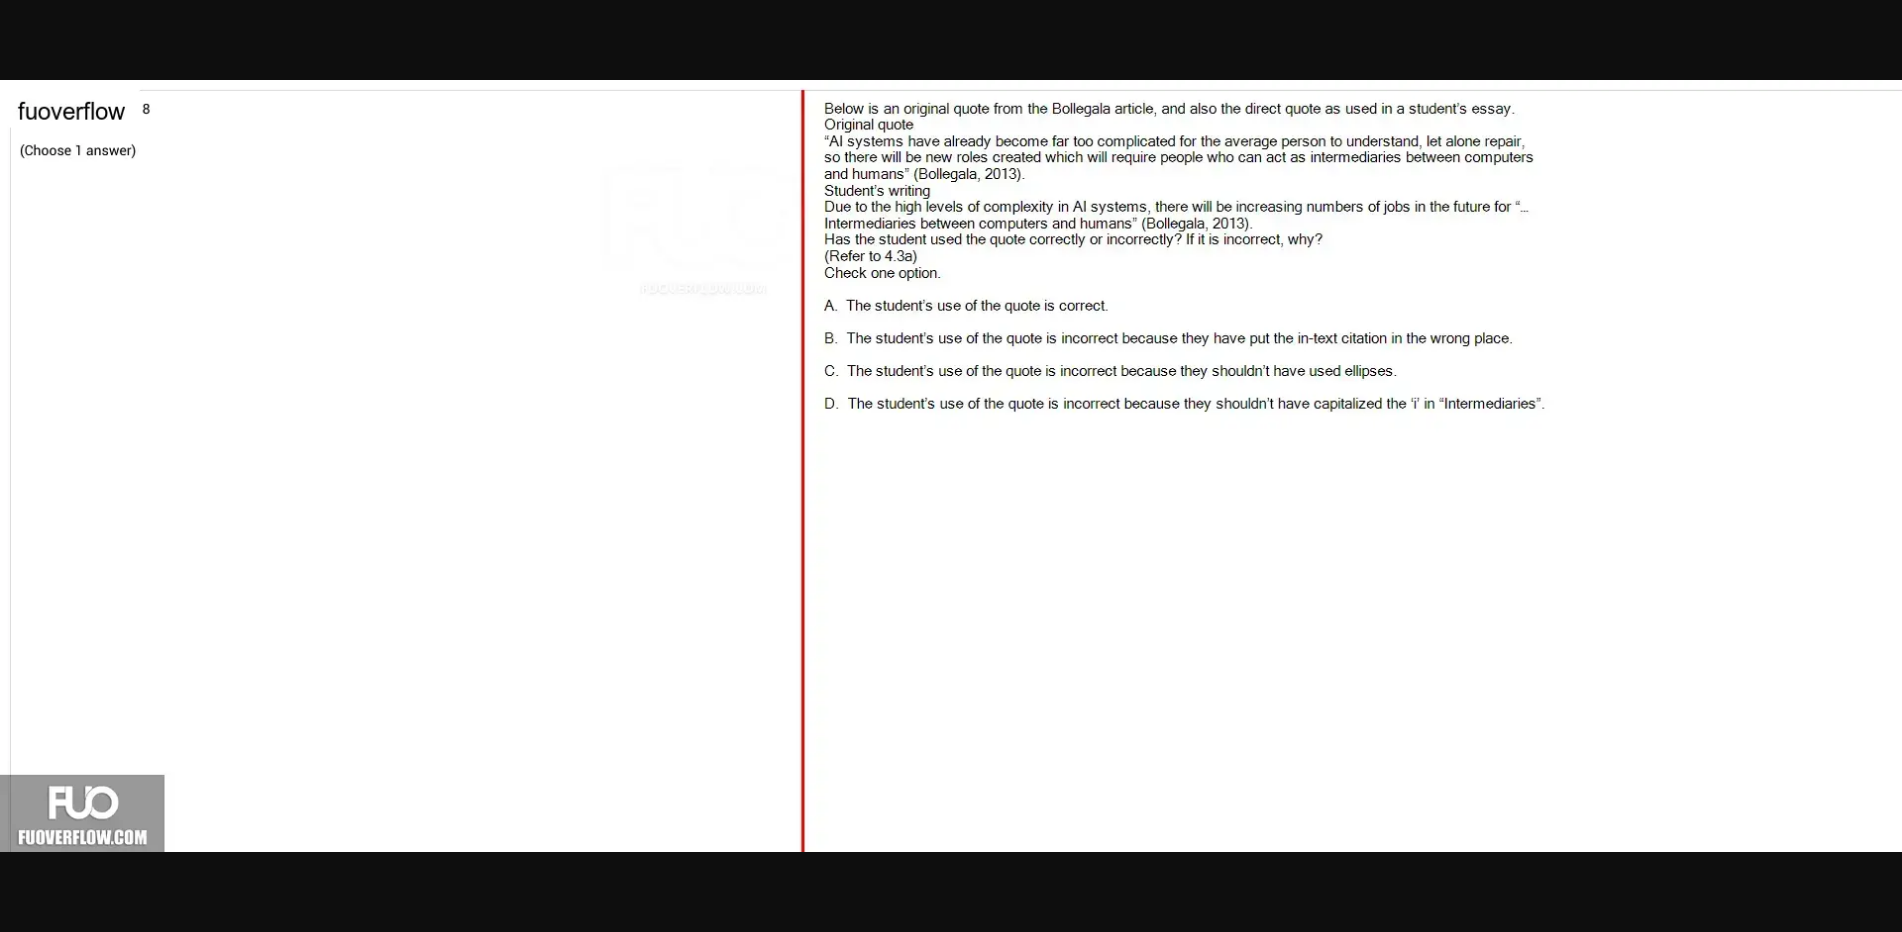 fuoverflow 8
(Choose 1 answer)
Below is an original quote from the Bollegala article, and also the direct quote as used in a student's essay.
Original quote
“AI systems have already become far too complicated for the average person to understand, let alone repair,
so there will be new roles created which will require people who can act as intermediaries between computers
and humans” (Bollegala, 2013).
Student's writing
Due to the high levels of complexity in AI systems, there will be increasing numbers of jobs in the future for “...
Intermediaries between computers and humans” (Bollegala, 2013).
Has the student used the quote correctly or incorrectly? If it is incorrect, why?
(Refer to 4.3a)
Check one option.
A. The student's use of the quote is correct.
B. The student's use of the quote is incorrect because they have put the in-text citation in the wrong place.
C. The student's use of the quote is incorrect because they shouldn't have used ellipses.
D. The student's use of the quote is incorrect because they shouldn't have capitalized the ‘i’ in “Intermediaries”.
FUO
FUOVERFLOW.COM
FUO
FUOVERFLOW.COM